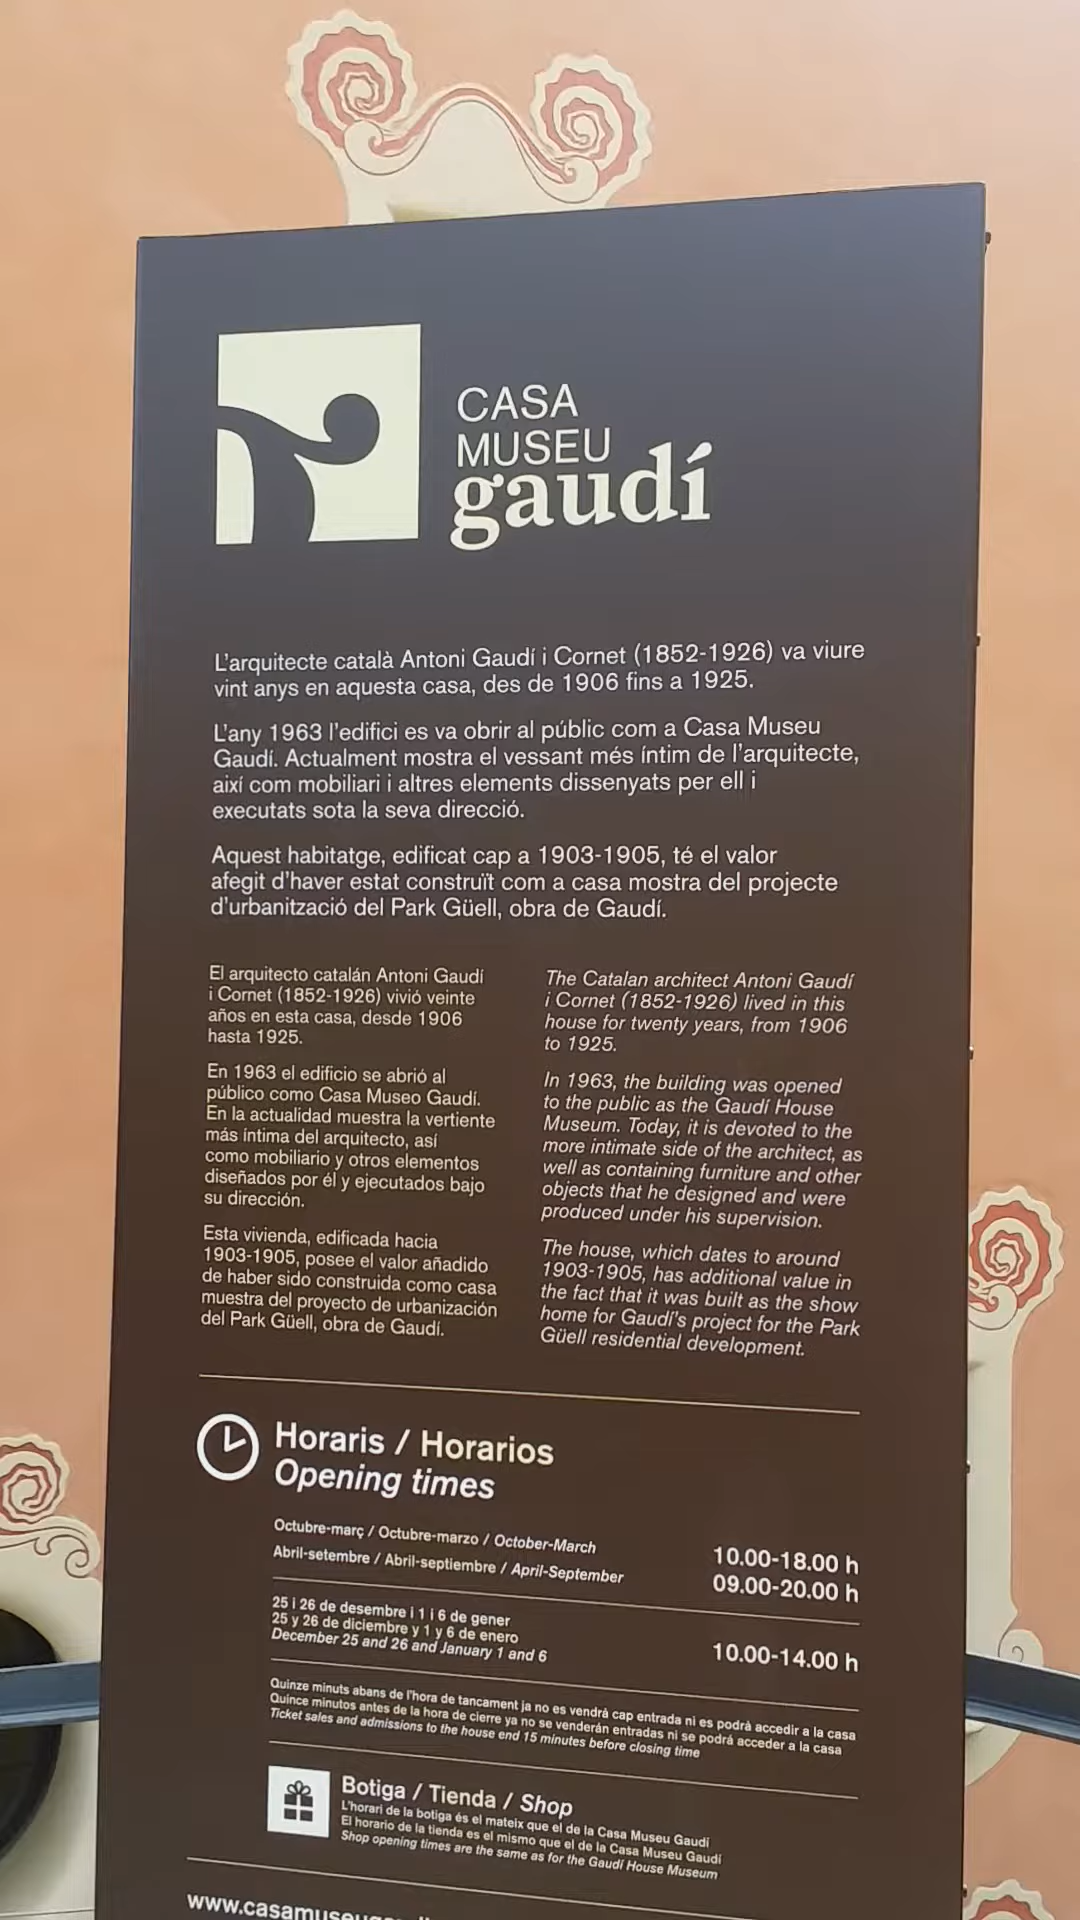 CASA
MUSEU
gaudí
L'arquitecte català Antoni Gaudí i Cornet (1852-1926) va viure
vint anys en aquesta casa, des de 1906 fins a 1925.
L'any 1963 l'edifici es va obrir al públic com a Casa Museu
Gaudí. Actualment mostra el vessant més íntim de l'arquitecte,
així com mobiliari i altres elements dissenyats per ell i
executats sota la seva direcció.
Aquest habitatge, edificat cap a 1903-1905, té el valor
afegit d'haver estat construït com a casa mostra del projecte
d'urbanització del Park Güell, obra de Gaudí.
El arquitecto catalán Antoni Gaudí
i Cornet (1852-1926) vivió veinte
años en esta casa, desde 1906
hasta 1925.
En 1963 el edificio se abrió al
público como Casa Museo Gaudí.
En la actualidad muestra la vertiente
más íntima del arquitecto, así
como mobiliario y otros elementos
diseñados por él y ejecutados bajo
su dirección.
Esta vivienda, edificada hacia
1903-1905, posee el valor añadido
de haber sido construida como casa
muestra del proyecto de urbanización
del Park Güell, obra de Gaudí.
The Catalan architect Antoni Gaudí
i Cornet (1852-1926) lived in this
house for twenty years, from 1906
to 1925.
In 1963, the building was opened
to the public as the Gaudí House
Museum. Today, it is devoted to the
more intimate side of the architect, as
well as containing furniture and other
objects that he designed and were
produced under his supervision.
The house, which dates to around
1903-1905, has additional value in
the fact that it was built as the show
home for Gaudí's project for the Park
Güell residential development.
Horaris / Horarios
Opening times
Octubre-març / Octubre-marzo / October-March 10.00-18.00 h
Abril-setembre / Abril-septiembre / April-September 09.00-20.00 h
25 i 26 de desembre i 1 i 6 de gener
25 y 26 de diciembre y 1 y 6 de enero
December 25 and 26 and January 1 and 6 10.00-14.00 h
Quinze minuts abans de l'hora de tancament ja no es vendrà cap entrada ni es podrà accedir a la casa
Quince minutos antes de la hora de cierre ya no se venderán entradas ni se podrá acceder a la casa
Ticket sales and admissions to the house end 15 minutes before closing time
Botiga / Tienda / Shop
L'horari de la botiga és el mateix que el de la Casa Museu Gaudí
El horario de la tienda es el mismo que el de la Casa Museu Gaudí
Shop opening times are the same as for the Gaudí House Museum